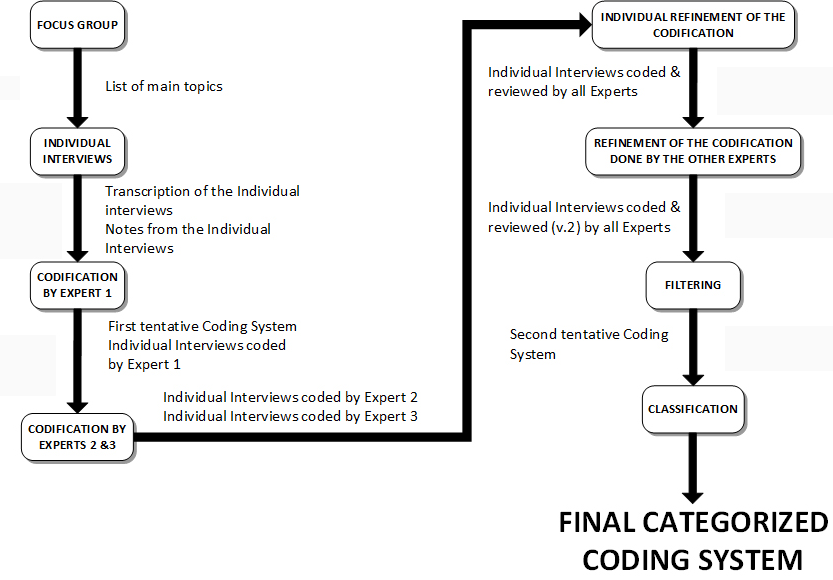 FOCUS GROUP
List of main topics
INDIVIDUAL
INTERVIEWS
Transcription of the Individual
interviews
Notes from the Individual
Interviews
CODIFICATION
BY EXPERT 1
First tentative Coding System
Individual Interviews coded
by Expert 1
CODIFICATION BY
EXPERTS 2 &3
Individual Interviews coded by Expert 2
Individual Interviews coded by Expert 3
INDIVIDUAL REFINEMENT OF THE
CODIFICATION
Individual Interviews coded &
reviewed by all Experts
REFINEMENT OF THE CODIFICATION
DONE BY THE OTHER EXPERTS
Individual Interviews coded &
reviewed (v.2) by all Experts
FILTERING
Second tentative Coding
System
CLASSIFICATION
FINAL CATEGORIZED
CODING SYSTEM